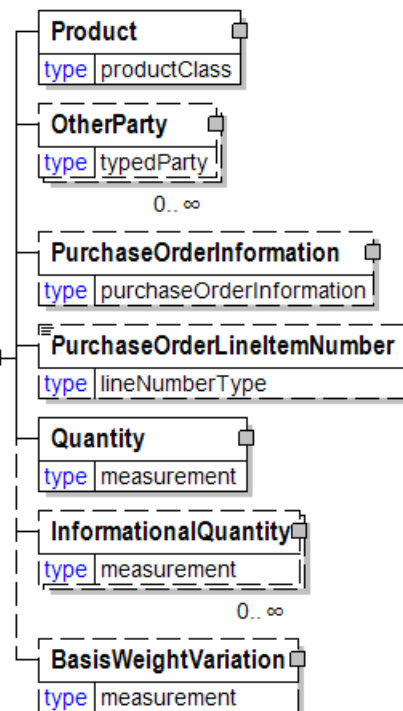 Product
type productClass
OtherParty
type typedParty
0.. ∞
PurchaseOrderInformation
type purchaseOrderInformation
PurchaseOrderLineItemNumber
type lineNumberType
Quantity
type measurement
InformationalQuantity
type measurement
0.. ∞
BasisWeightVariation
type measurement